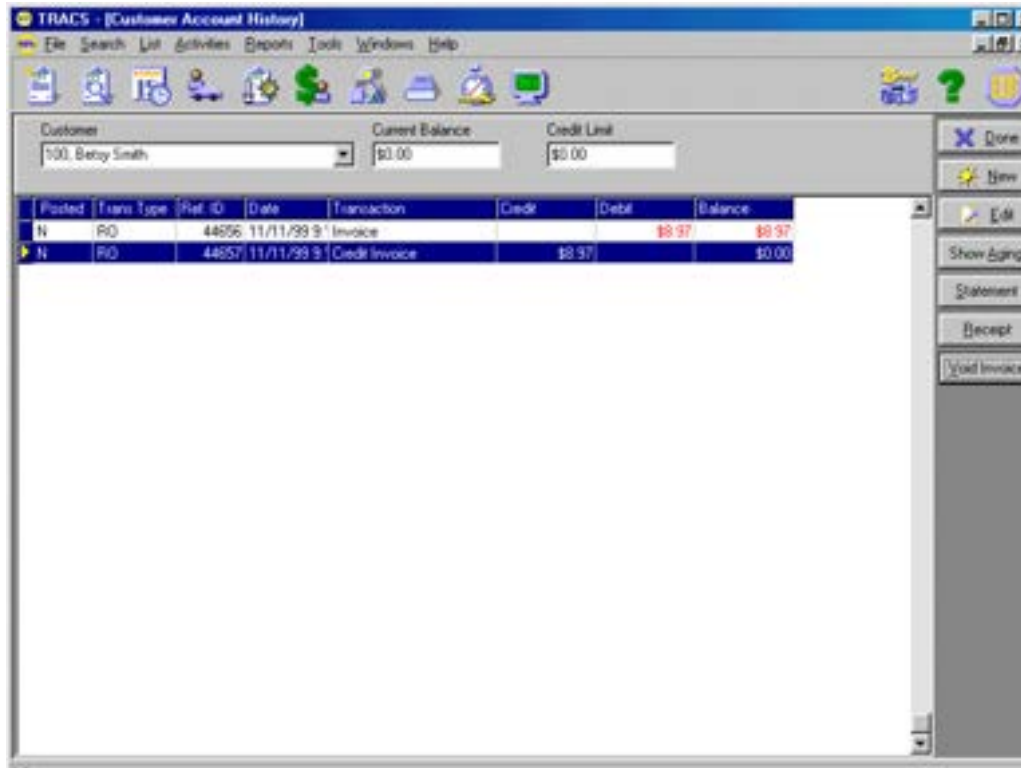 TRACS - [Customer Account History]
File Search List Activities Reports Tools Windows Help
Customer Current Balance Credit Limit
100, Betsy Smith $0.00 $0.00
Done
New
Edit
Show Aging
Statement
Receipt
Void Invoice
Posted Trans Type Ref. ID Date Transaction Credit Debit Balance
N RO 44656 11/11/99 9: Invoice $8.97 $8.97
N RO 44657 11/11/99 9: Credit Invoice $8.97 $0.00